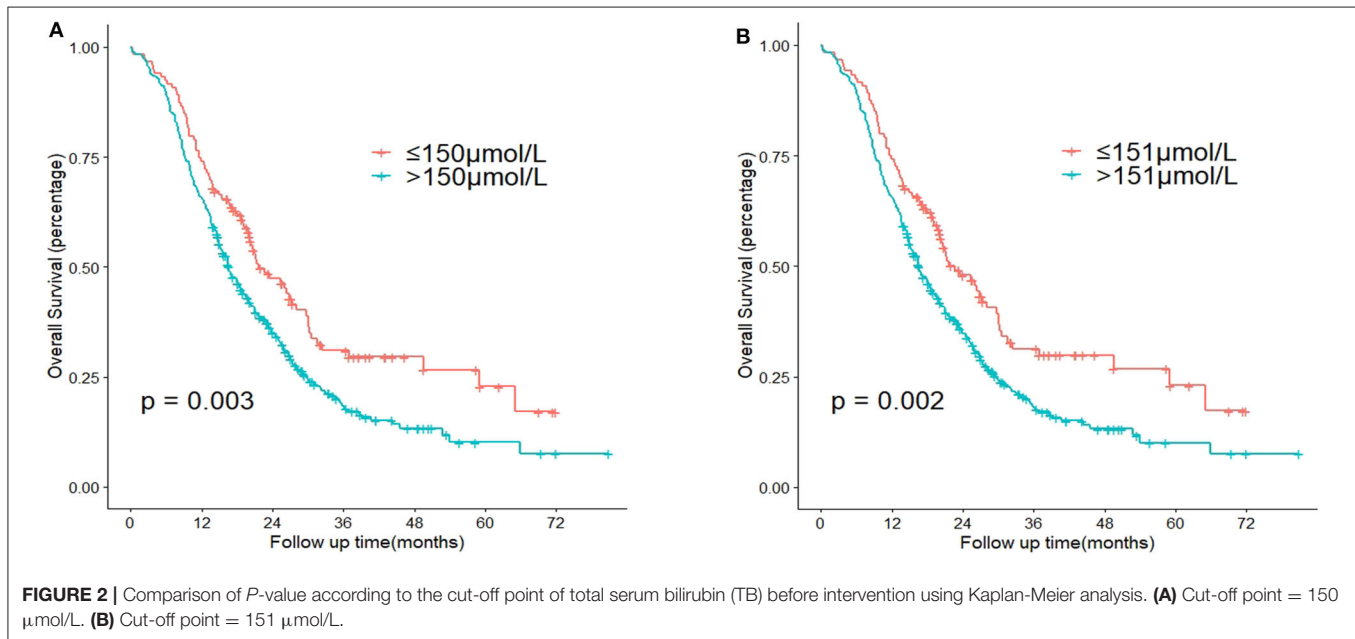 A
1.00
0.75
0.50
0.25
0.00
Overall Survival (percentage)
≤150μmol/L
>150μmol/L
p = 0.003
0 12 24 36 48 60 72
Follow up time(months)
B
1.00
0.75
0.50
0.25
0.00
Overall Survival (percentage)
≤151μmol/L
>151μmol/L
p = 0.002
0 12 24 36 48 60 72
Follow up time(months)
FIGURE 2 | Comparison of P-value according to the cut-off point of total serum bilirubin (TB) before intervention using Kaplan-Meier analysis. (A) Cut-off point = 150
μmol/L. (B) Cut-off point = 151 μmol/L.